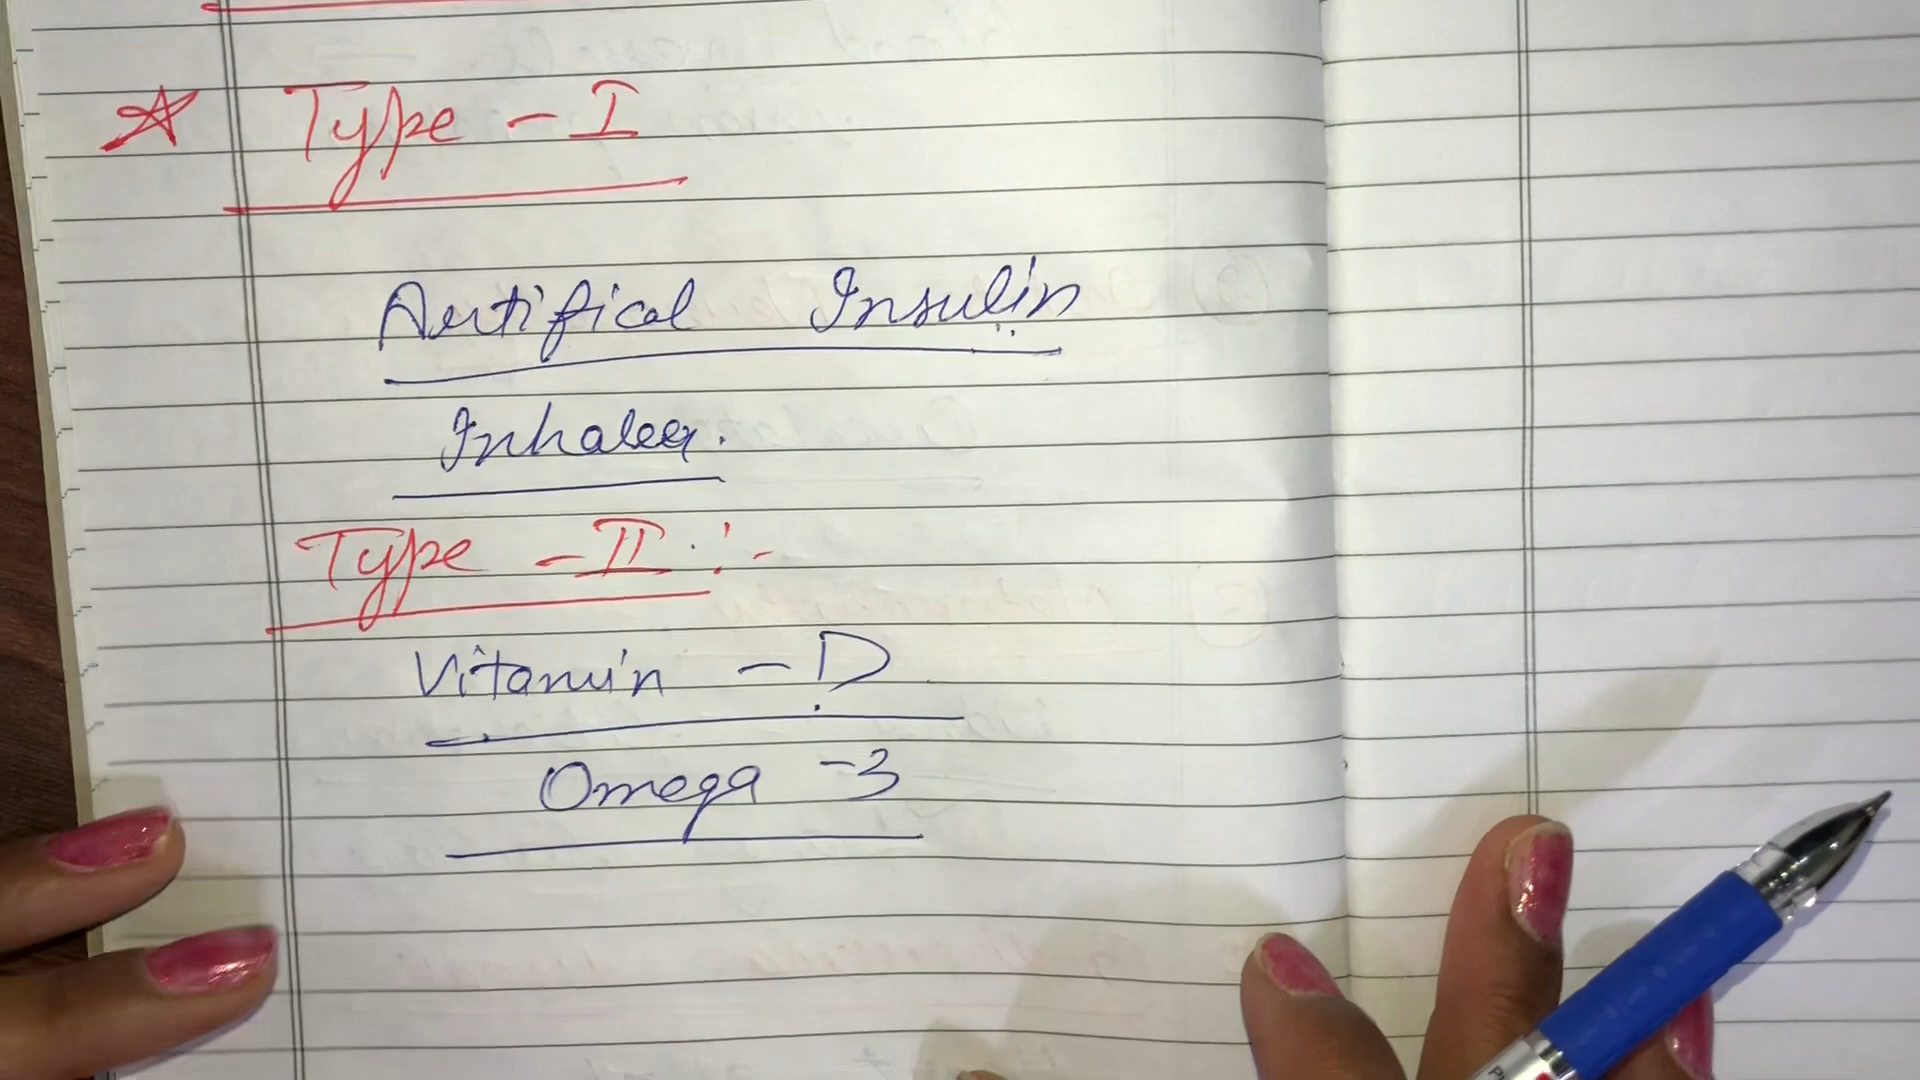 ☆ Type - I
Artifical Insulin
Inhaler.
Type - II :-
Vitamin - D
Omega -3